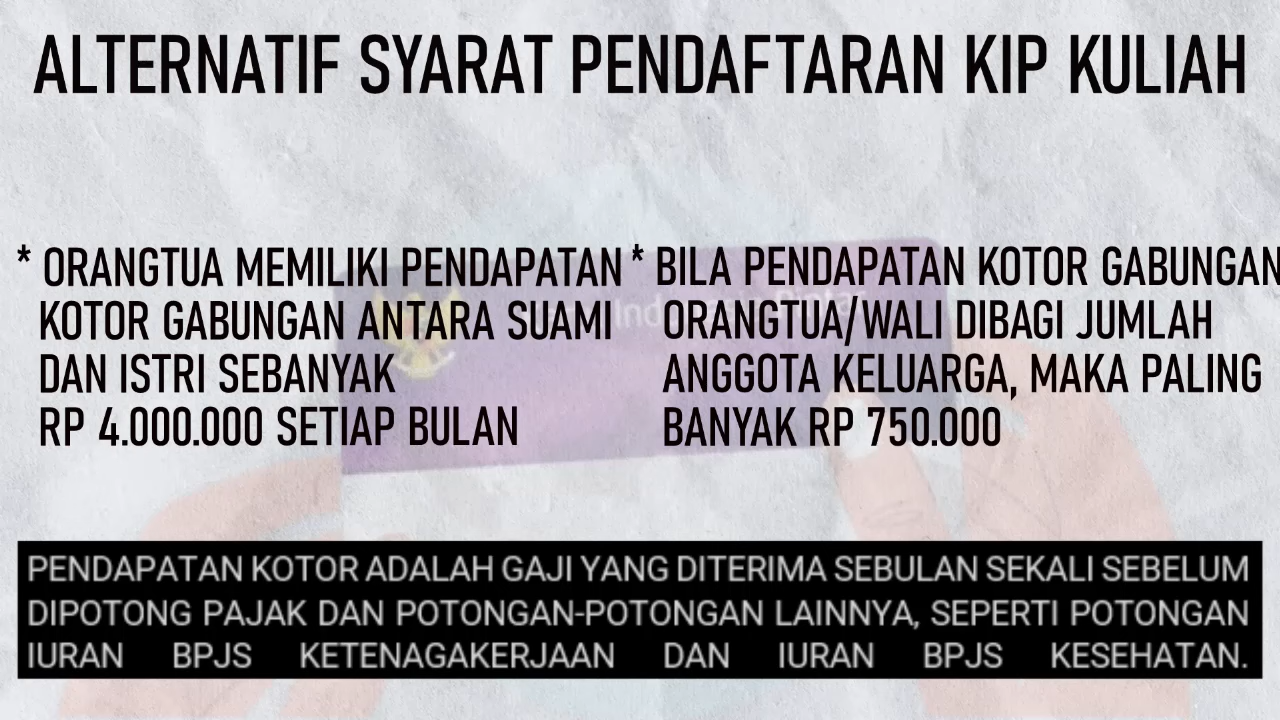 ALTERNATIF SYARAT PENDAFTARAN KIP KULIAH
* ORANGTUA MEMILIKI PENDAPATAN
KOTOR GABUNGAN ANTARA SUAMI
DAN ISTRI SEBANYAK
RP 4.000.000 SETIAP BULAN
* BILA PENDAPATAN KOTOR GABUNGAN
ORANGTUA/WALI DIBAGI JUMLAH
ANGGOTA KELUARGA, MAKA PALING
BANYAK RP 750.000
Indonesia Pintar
PENDAPATAN KOTOR ADALAH GAJI YANG DITERIMA SEBULAN SEKALI SEBELUM
DIPOTONG PAJAK DAN POTONGAN-POTONGAN LAINNYA, SEPERTI POTONGAN
IURAN BPJS KETENAGAKERJAAN DAN IURAN BPJS KESEHATAN.